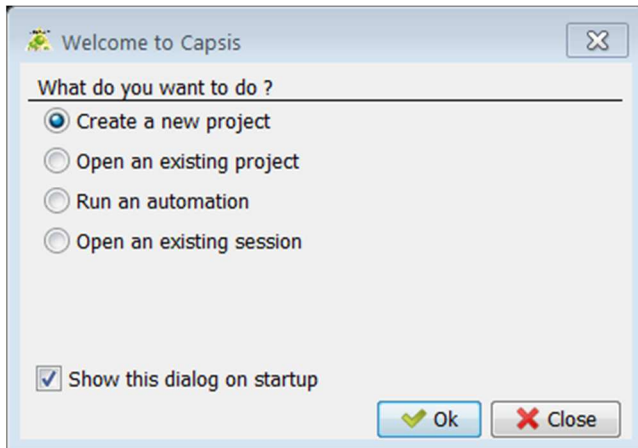 Welcome to Capsis
What do you want to do ?
Create a new project
Open an existing project
Run an automation
Open an existing session
Show this dialog on startup
Ok Close